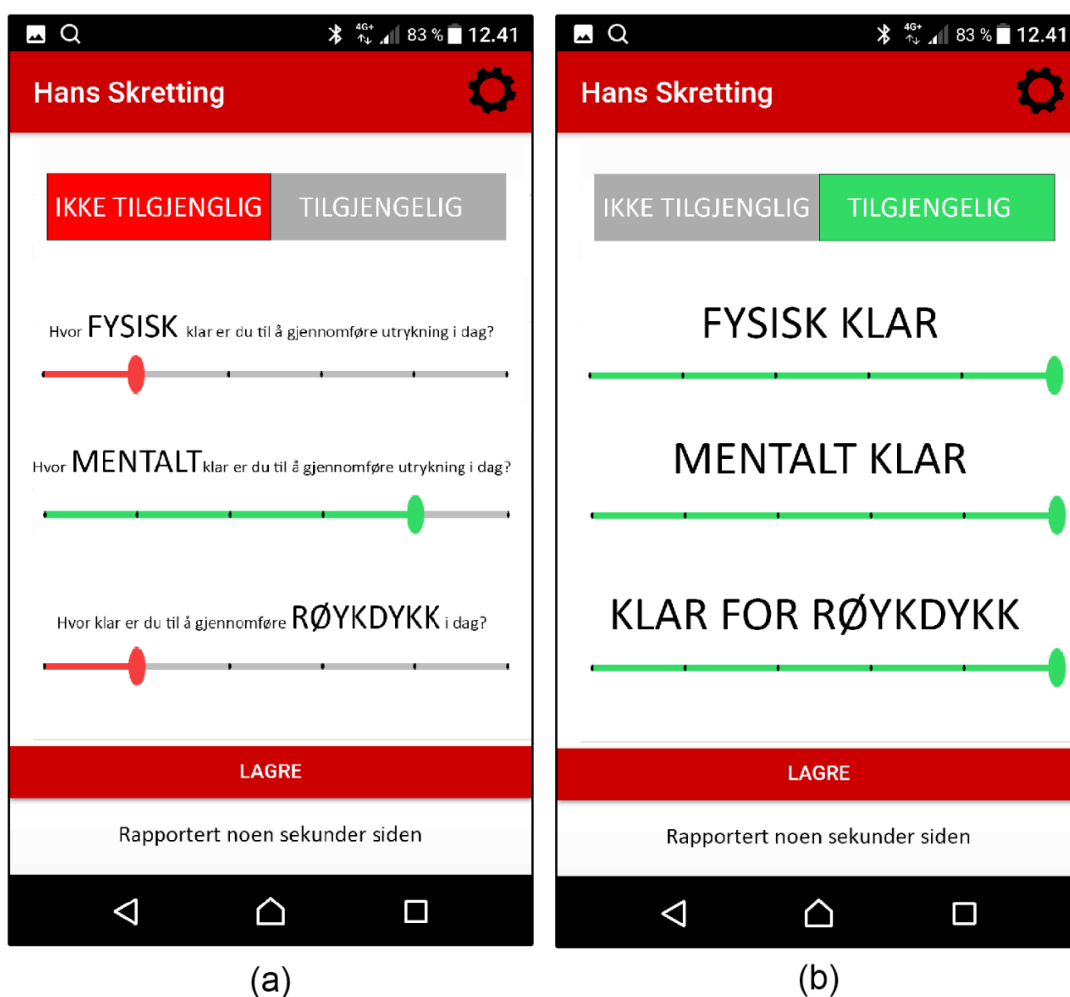 4G+
83 % 12.41
Hans Skretting
IKKE TILGJENGLIG TILGJENGELIG
Hvor FYSISK klar er du til å gjennomføre utrykning i dag?
Hvor MENTALT klar er du til å gjennomføre utrykning i dag?
Hvor klar er du til å gjennomføre RØYKDYKK i dag?
LAGRE
Rapportert noen sekunder siden
(a)
4G+
83 % 12.41
Hans Skretting
IKKE TILGJENGLIG TILGJENGELIG
FYSISK KLAR
MENTALT KLAR
KLAR FOR RØYKDYKK
LAGRE
Rapportert noen sekunder siden
(b)